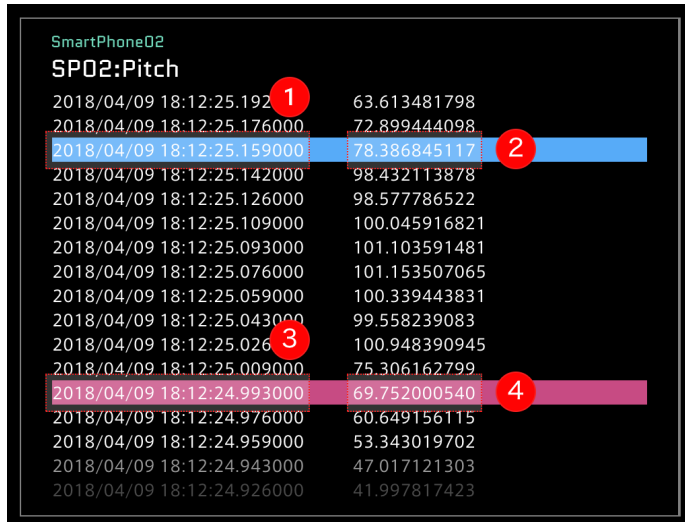 SmartPhone02
SP02:Pitch
2018/04/09 18:12:25.192 1 63.613481798
2018/04/09 18:12:25.176000 72.899444098
2018/04/09 18:12:25.159000 78.386845117 2
2018/04/09 18:12:25.142000 98.432113878
2018/04/09 18:12:25.126000 98.577786522
2018/04/09 18:12:25.109000 100.045916821
2018/04/09 18:12:25.093000 101.103591481
2018/04/09 18:12:25.076000 101.153507065
2018/04/09 18:12:25.059000 100.339443831
2018/04/09 18:12:25.043000 99.558239083
2018/04/09 18:12:25.026 3 100.948390945
2018/04/09 18:12:25.009000 75.306162799
2018/04/09 18:12:24.993000 69.752000540 4
2018/04/09 18:12:24.976000 60.649156115
2018/04/09 18:12:24.959000 53.343019702
2018/04/09 18:12:24.943000 47.017121303
2018/04/09 18:12:24.926000 41.997817423